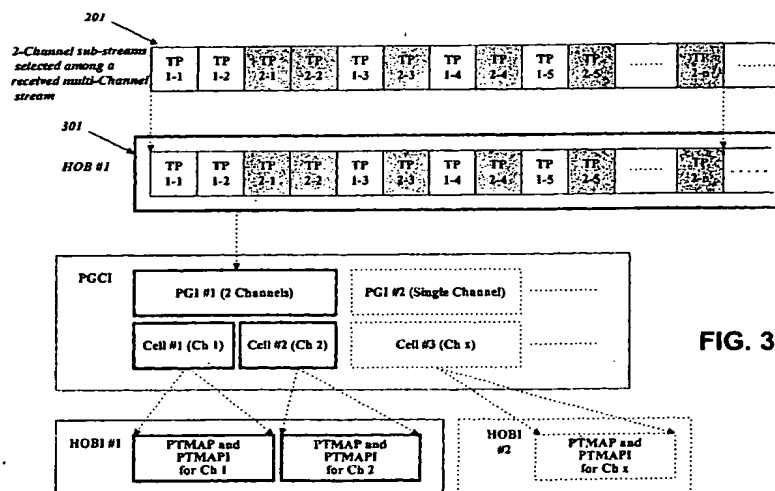 201
2-Channel sub-streams
selected among a
received multi-Channel
stream
TP 1-1 TP 1-2 TP 2-1 TP 2-2 TP 1-3 TP 2-3 TP 1-4 TP 2-4 TP 1-5 TP 2-5 ...... TP 2-n ......
301
HOB #1
TP 1-1 TP 1-2 TP 2-1 TP 2-2 TP 1-3 TP 2-3 TP 1-4 TP 2-4 TP 1-5 TP 2-5 ...... TP 2-n ......
PGCI
PGI #1 (2 Channels)
PGI #2 (Single Channel)
Cell #1 (Ch 1)
Cell #2 (Ch 2)
Cell #3 (Ch x)
FIG. 3
HOBI #1
PTMAP and
PTMAPI
for Ch 1
PTMAP and
PTMAPI
for Ch 2
HOBI
#2
PTMAP and
PTMAPI
for Ch x